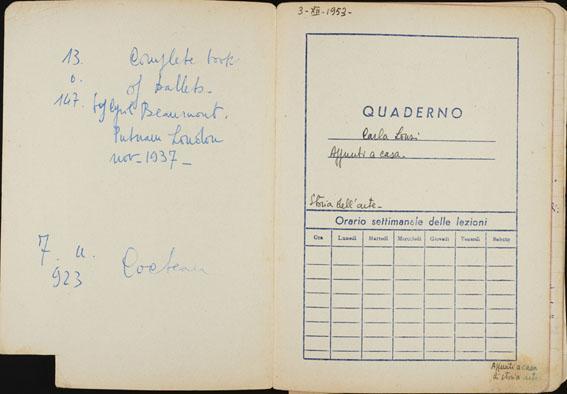 13. Complete book
o. of ballets -
147. by Cyril Beaumont.
Putnam London
nov - 1937 -
7. u.
923 Cocteau
3 - XII - 1953 -
QUADERNO
Carla Lonzi
Appunti a casa.
Storia dell'arte -
Orario settimanale delle lezioni
Ora Lunedì Martedì Mercoledì Giovedì Venerdì Sabato
Appunti a casa
di storia arte